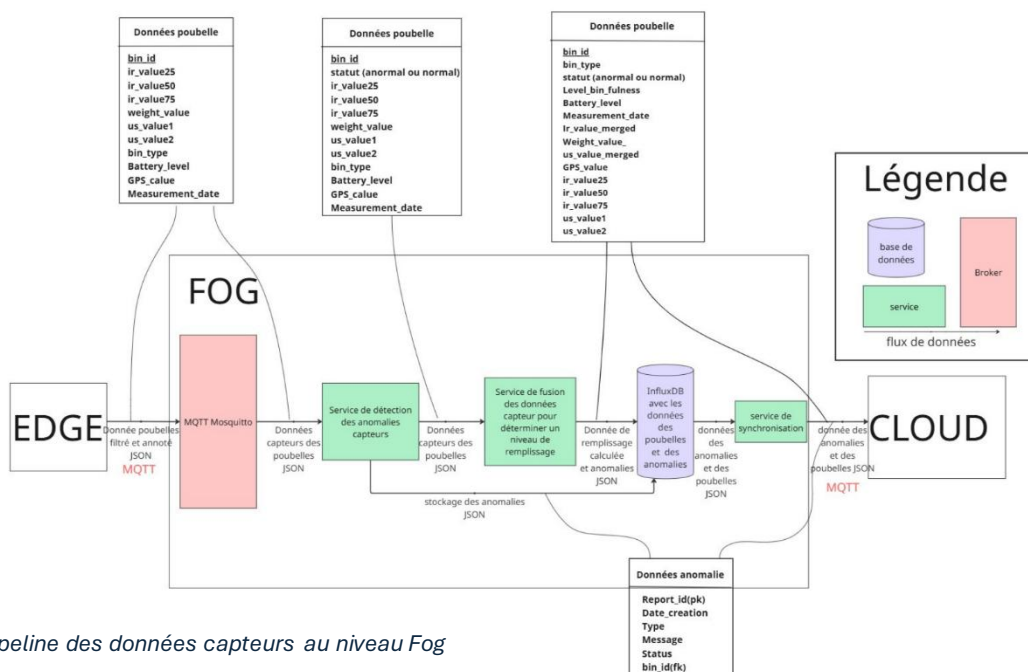 Données poubelle
bin_id
ir_value25
ir_value50
ir_value75
weight_value
us_value1
us_value2
bin_type
Battery_level
GPS_calue
Measurement_date
Données poubelle
bin_id
statut (anormal ou normal)
ir_value25
ir_value50
ir_value75
weight_value
us_value1
us_value2
bin_type
Battery_level
GPS_calue
Measurement_date
Données poubelle
bin_id
bin_type
statut (anormal ou normal)
Level_bin_fulness
Battery_level
Measurement_date
Ir_value_merged
Weight_value_
us_value_merged
GPS_value
ir_value25
ir_value50
ir_value75
us_value1
us_value2
Légende
base de
données
Broker
service
flux de données
FOG
EDGE
Donnée poubelles
filtré et annoté
JSON
MQTT
MQTT Mosquitto
Données
capteurs des
poubelles
JSON
Service de détection
des anomalies
capteurs
Données
capteurs des
poubelles
JSON
Service de fusion
des données
capteur pour
déterminer un
niveau de
remplissage
Donnée de
remplissage
calculée
et anomalies
JSON
InfluxDB
avec les
données
des
poubelles
et des
anomalies
données
des
anomalies
et des
poubelles JSON
service de
synchronisation
donnée des
anomalies
et des
poubelles JSON
MQTT
CLOUD
stockage des anomalies
JSON
Données anomalie
Report_id(pk)
Date_creation
Type
Message
Status
bin_id(fk)
peline des données capteurs au niveau Fog